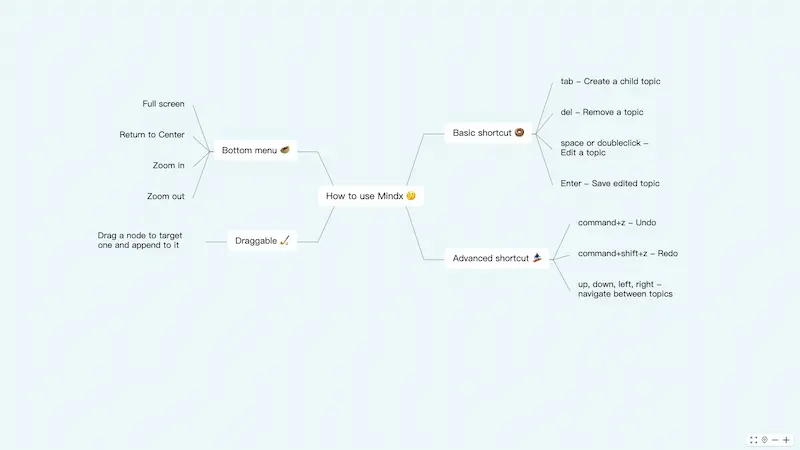 How to use Mindx
Bottom menu
Full screen
Return to Center
Zoom in
Zoom out
Draggable
Drag a node to target
one and append to it
Basic shortcut
tab – Create a child topic
del – Remove a topic
space or doubleclick –
Edit a topic
Enter – Save edited topic
Advanced shortcut
command+z – Undo
command+shift+z – Redo
up, down, left, right –
navigate between topics